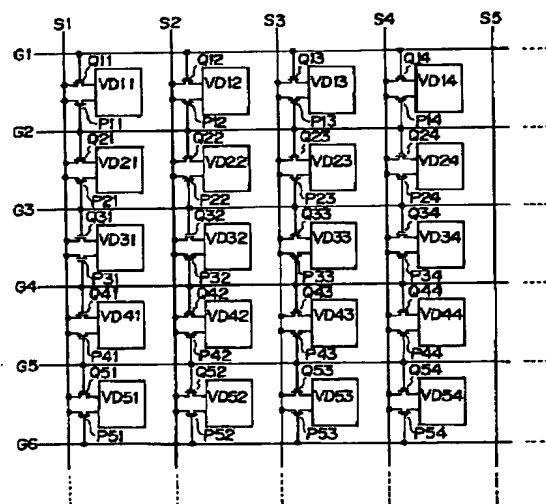 S1 S2 S3 S4 S5
G1
Q11 Q12 Q13 Q14
VD11 VD12 VD13 VD14
P11 P12 P13 P14
G2
Q21 Q22 Q23 Q24
VD21 VD22 VD23 VD24
P21 P22 P23 P24
G3
Q31 Q32 Q33 Q34
VD31 VD32 VD33 VD34
P31 P32 P33 P34
G4
Q41 Q42 Q43 Q44
VD41 VD42 VD43 VD44
P41 P42 P43 P44
G5
Q51 Q52 Q53 Q54
VD51 VD52 VD53 VD54
P51 P52 P53 P54
G6